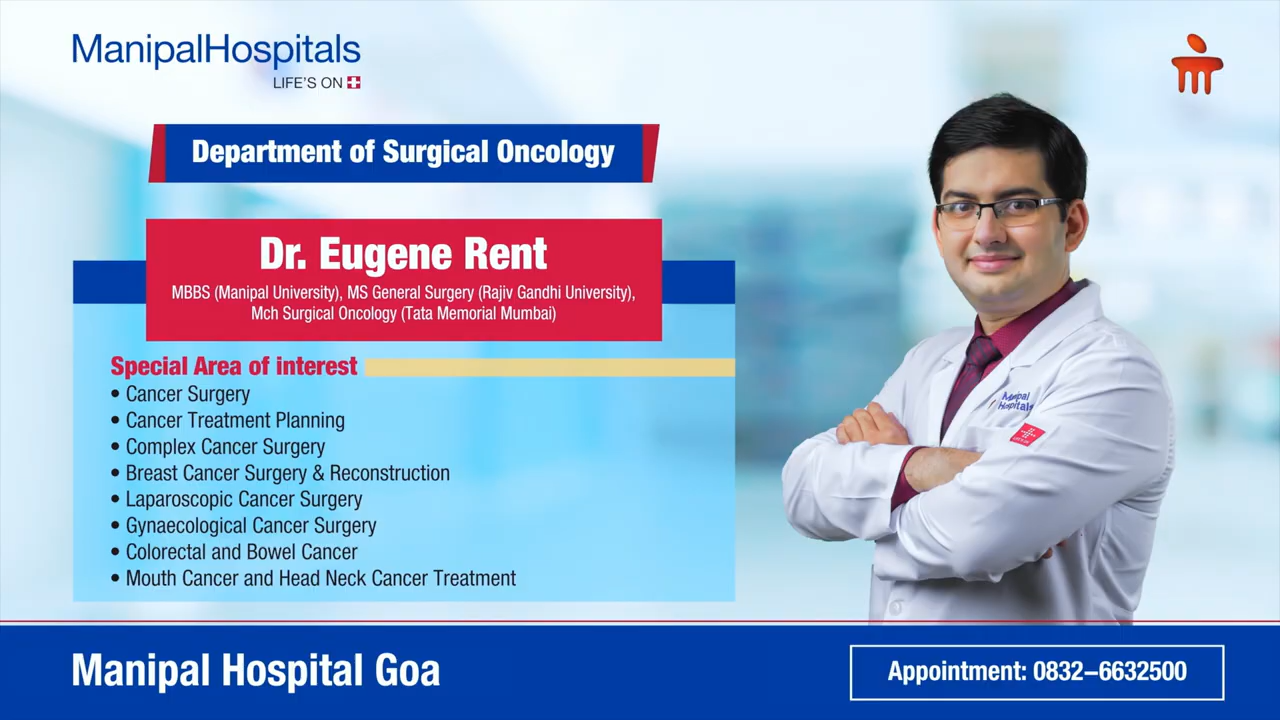 ManipalHospitals
LIFE'S ON
Department of Surgical Oncology
Dr. Eugene Rent
MBBS (Manipal University), MS General Surgery (Rajiv Gandhi University),
Mch Surgical Oncology (Tata Memorial Mumbai)
Special Area of interest
• Cancer Surgery
• Cancer Treatment Planning
• Complex Cancer Surgery
• Breast Cancer Surgery & Reconstruction
• Laparoscopic Cancer Surgery
• Gynaecological Cancer Surgery
• Colorectal and Bowel Cancer
• Mouth Cancer and Head Neck Cancer Treatment
Manipal
Hospitals
Manipal Hospital Goa
Appointment: 0832–6632500